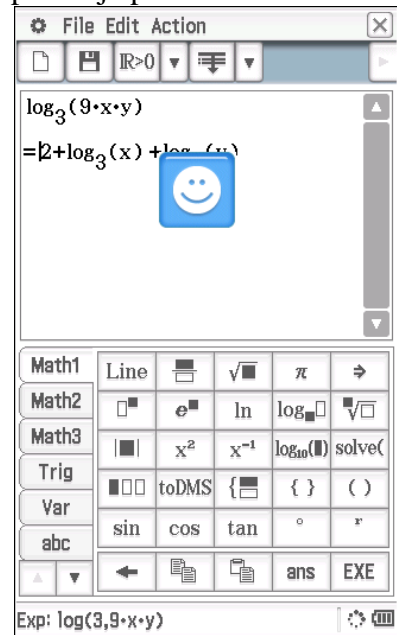 File Edit Action
ℝ>0
log₃(9·x·y)
=2+log₃(x)+log (y)
Math1
Math2
Math3
Trig
Var
abc
Line √■ π ⇒
□■ e■ ln log■□ ■√□
|■| x² x⁻¹ log₁₀(■) solve(
■□□ toDMS { { } ( )
sin cos tan ° r
← ans EXE
Exp: log(3,9·x·y)